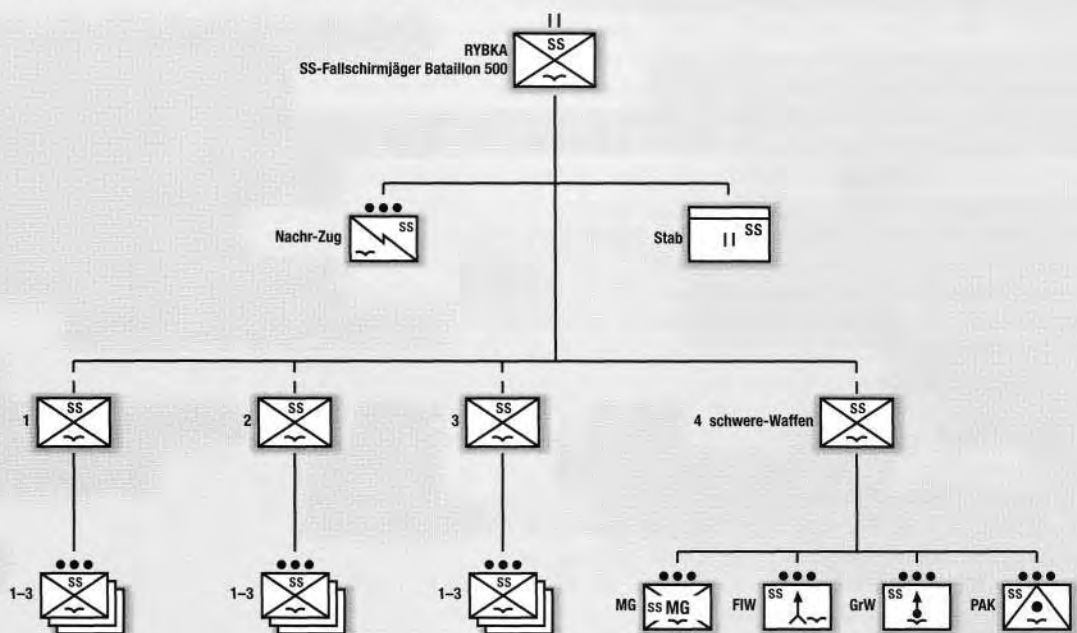 SS
RYBKA
SS-Fallschirmjäger Bataillon 500
Nachr-Zug
SS
Stab
SS
1
SS
2
SS
3
SS
4 schwere-Waffen
SS
1–3
SS
1–3
SS
1–3
SS
MG
SS MG
FlW
SS
GrW
SS
PAK
SS